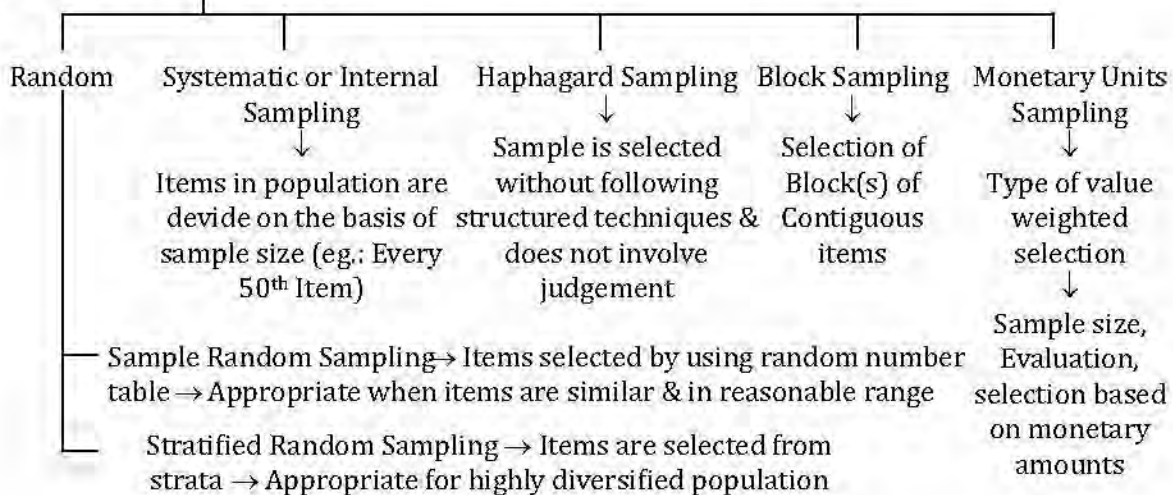 Random
Systematic or Internal
Sampling
Items in population are
devide on the basis of
sample size (eg.: Every
50th Item)
Haphagard Sampling
Sample is selected
without following
structured techniques &
does not involve
judgement
Block Sampling
Selection of
Block(s) of
Contiguous
items
Monetary Units
Sampling
Type of value
weighted
selection
Sample size,
Evaluation,
selection based
on monetary
amounts
Sample Random Sampling → Items selected by using random number
table → Appropriate when items are similar & in reasonable range
Stratified Random Sampling → Items are selected from
strata → Appropriate for highly diversified population